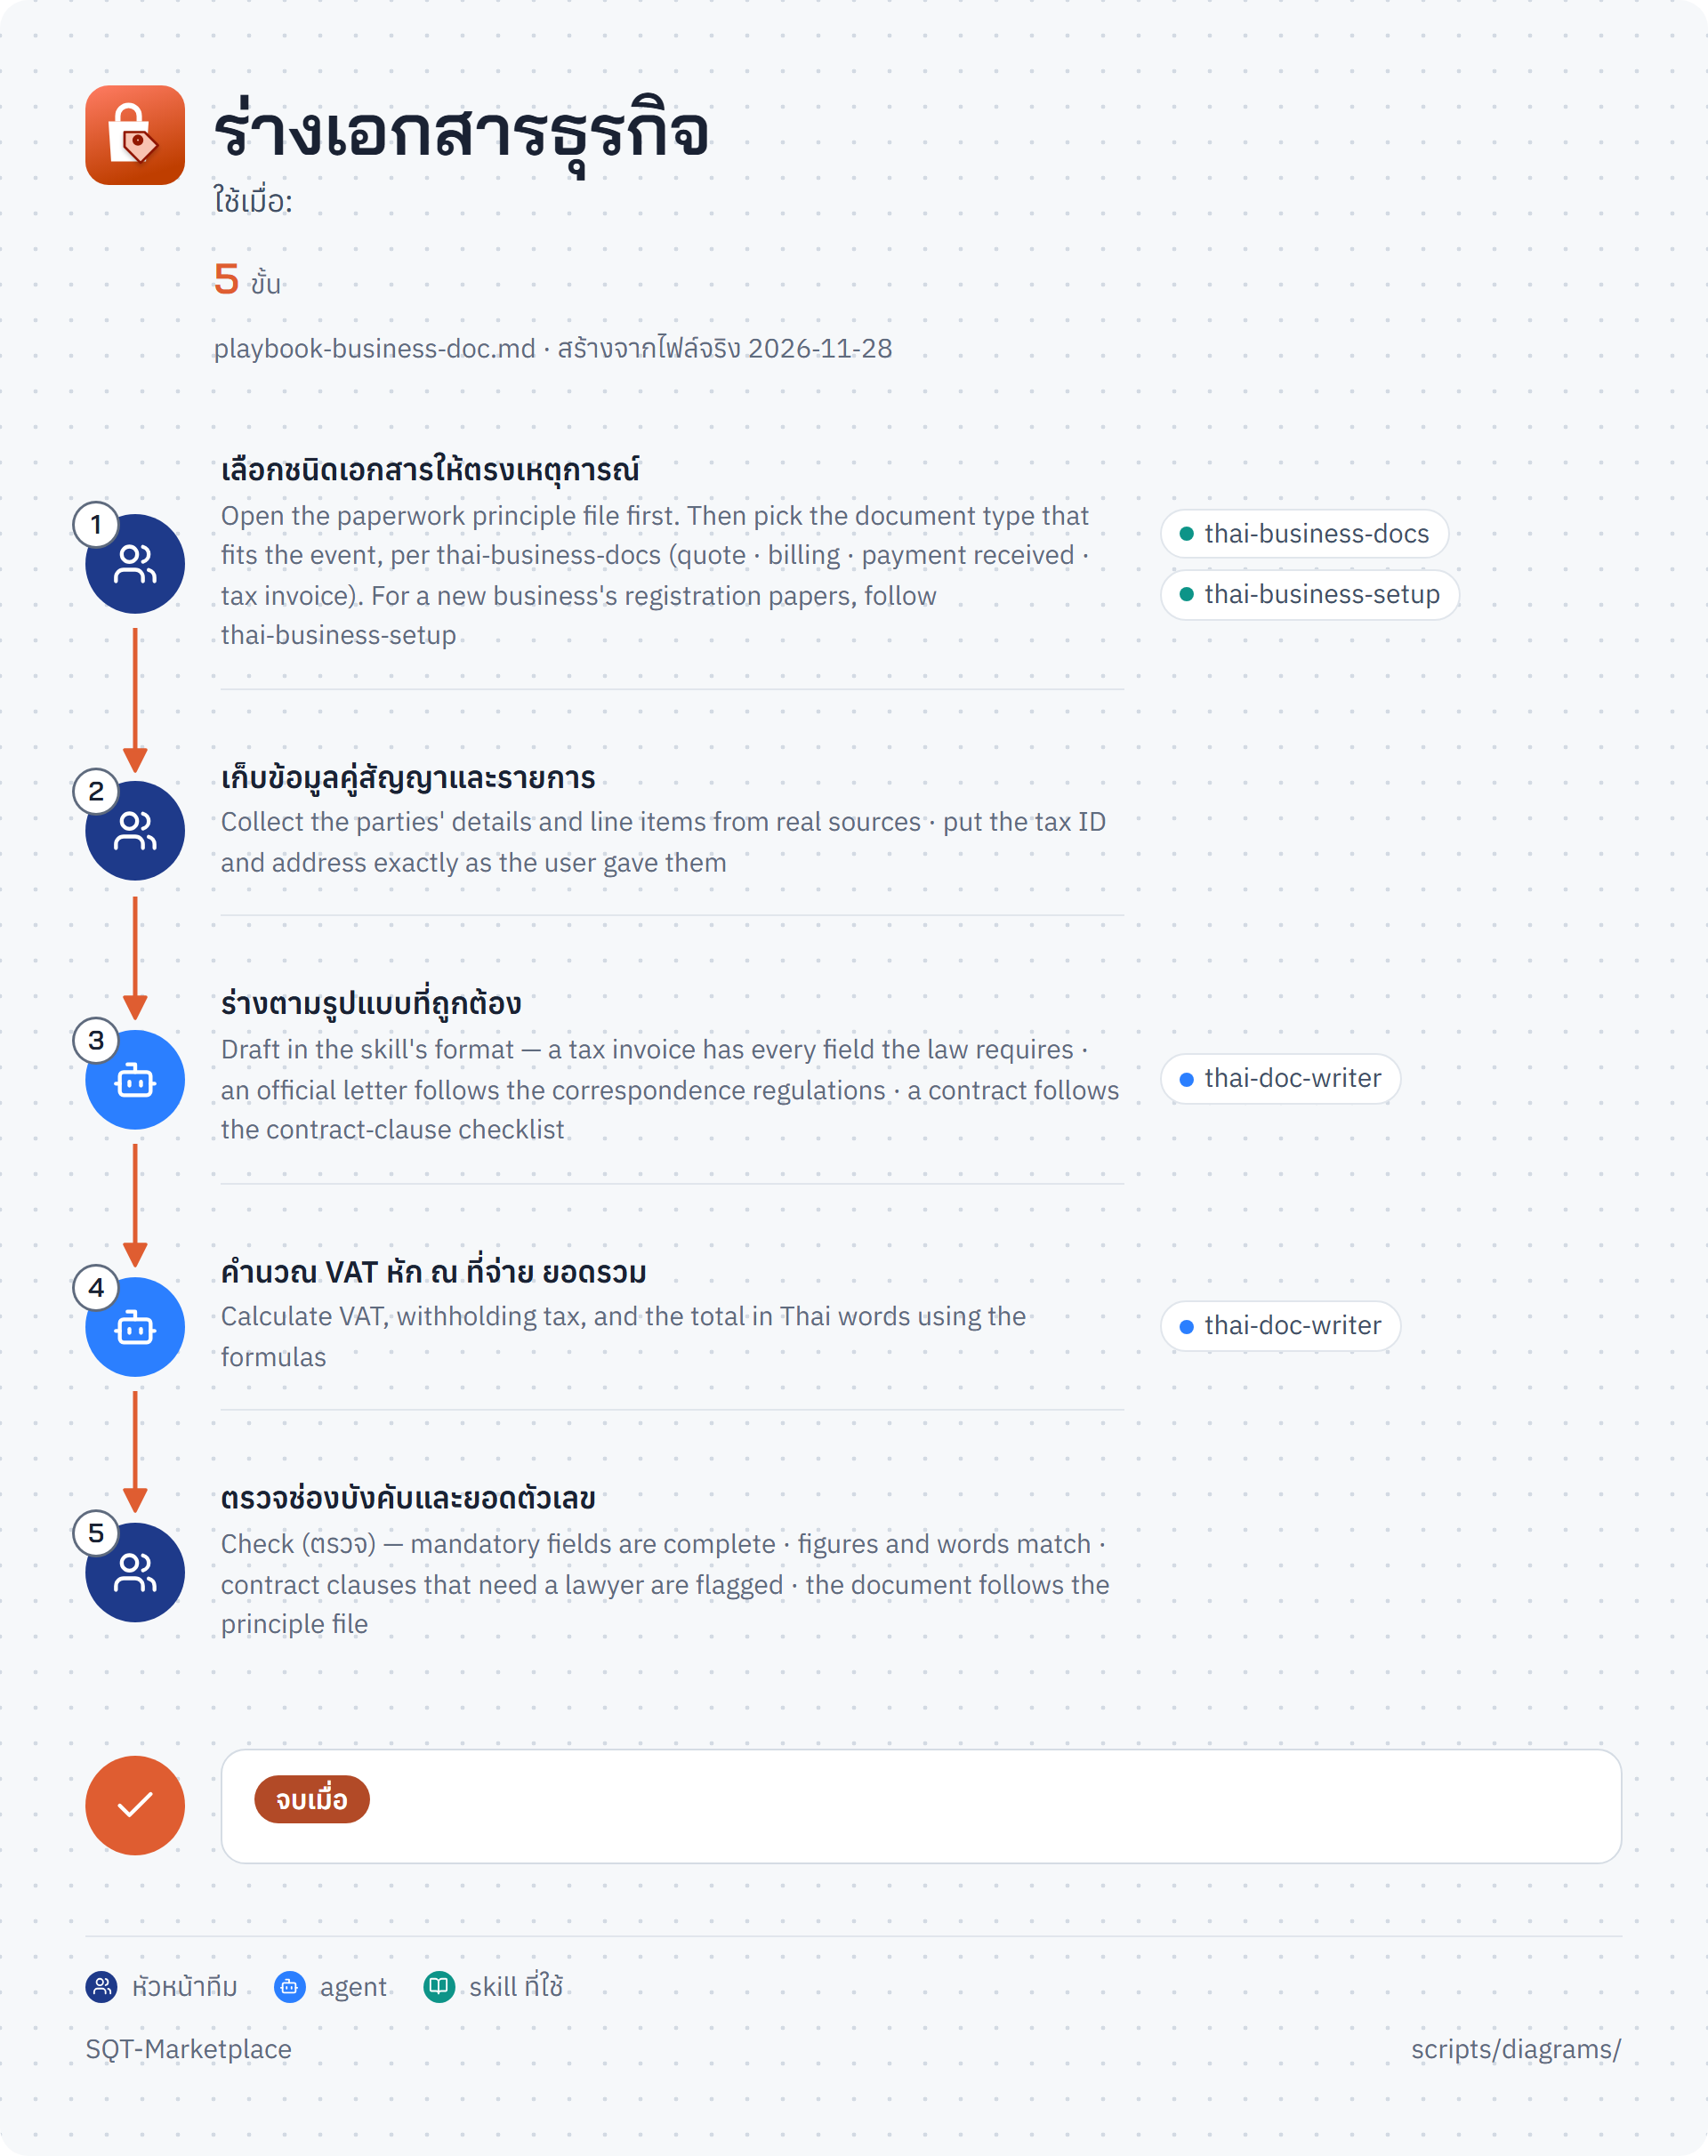 ร่างเอกสารธุรกิจ
ใช้เมื่อ:
5 ขั้น
playbook-business-doc.md · สร้างจากไฟล์จริง 2026-11-28
เลือกชนิดเอกสารให้ตรงเหตุการณ์
1
Open the paperwork principle file first. Then pick the document type that
fits the event, per thai-business-docs (quote · billing · payment received ·
tax invoice). For a new business's registration papers, follow
thai-business-setup
thai-business-docs
thai-business-setup
เก็บข้อมูลคู่สัญญาและรายการ
2
Collect the parties' details and line items from real sources · put the tax ID
and address exactly as the user gave them
ร่างตามรูปแบบที่ถูกต้อง
3
Draft in the skill's format — a tax invoice has every field the law requires ·
an official letter follows the correspondence regulations · a contract follows
the contract-clause checklist
thai-doc-writer
คำนวณ VAT หัก ณ ที่จ่าย ยอดรวม
4
Calculate VAT, withholding tax, and the total in Thai words using the
formulas
thai-doc-writer
ตรวจช่องบังคับและยอดตัวเลข
5
Check (ตรวจ) — mandatory fields are complete · figures and words match ·
contract clauses that need a lawyer are flagged · the document follows the
principle file
จบเมื่อ
หัวหน้าทีม
agent
skill ที่ใช้
SQT-Marketplace
scripts/diagrams/